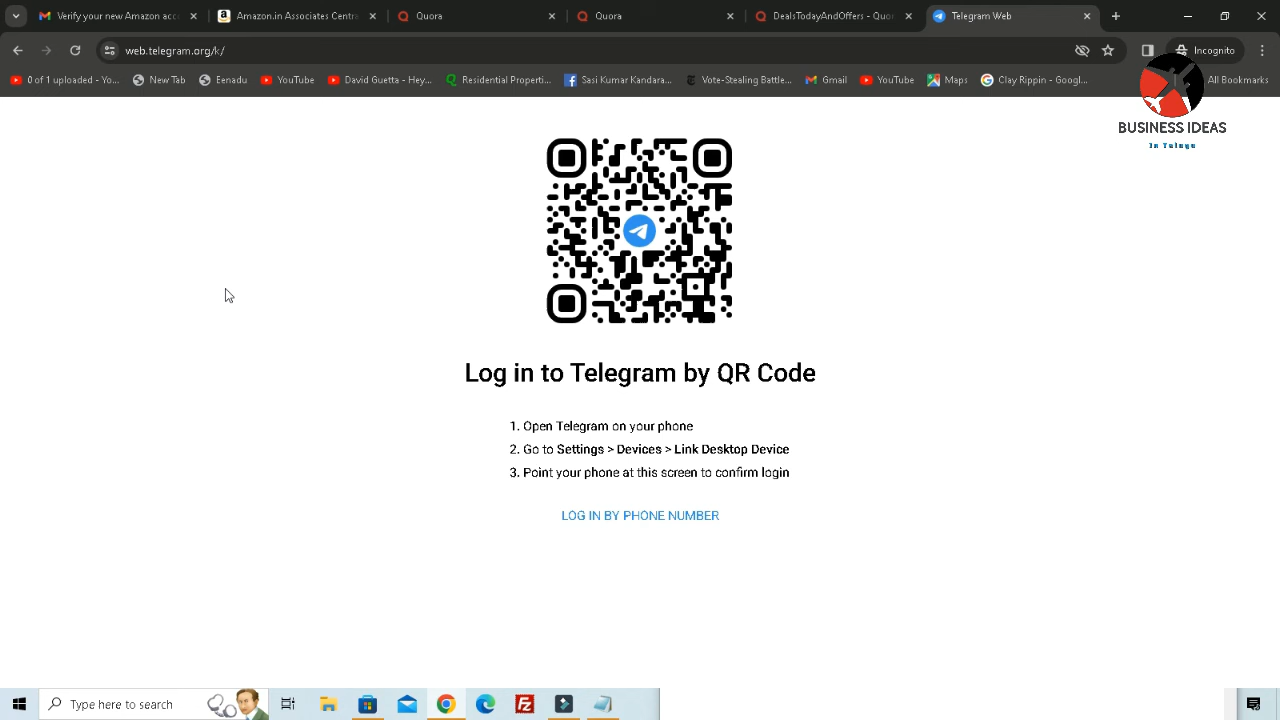 Verify your new Amazon acc
Amazon.in Associates Centr
Quora
Quora
DealsTodayAndOffers - Quor
Telegram Web
web.telegram.org/k/
Incognito
0 of 1 uploaded - Yo...
New Tab
Eenadu
YouTube
David Guetta - Hey,...
Residential Properti...
Sasi Kumar Kandara...
Vote-Stealing Battle...
Gmail
YouTube
Maps
Clay Rippin - Googl...
All Bookmarks
BUSINESS IDEAS
In Telugu
Log in to Telegram by QR Code
1. Open Telegram on your phone
2. Go to Settings > Devices > Link Desktop Device
3. Point your phone at this screen to confirm login
LOG IN BY PHONE NUMBER
Type here to search